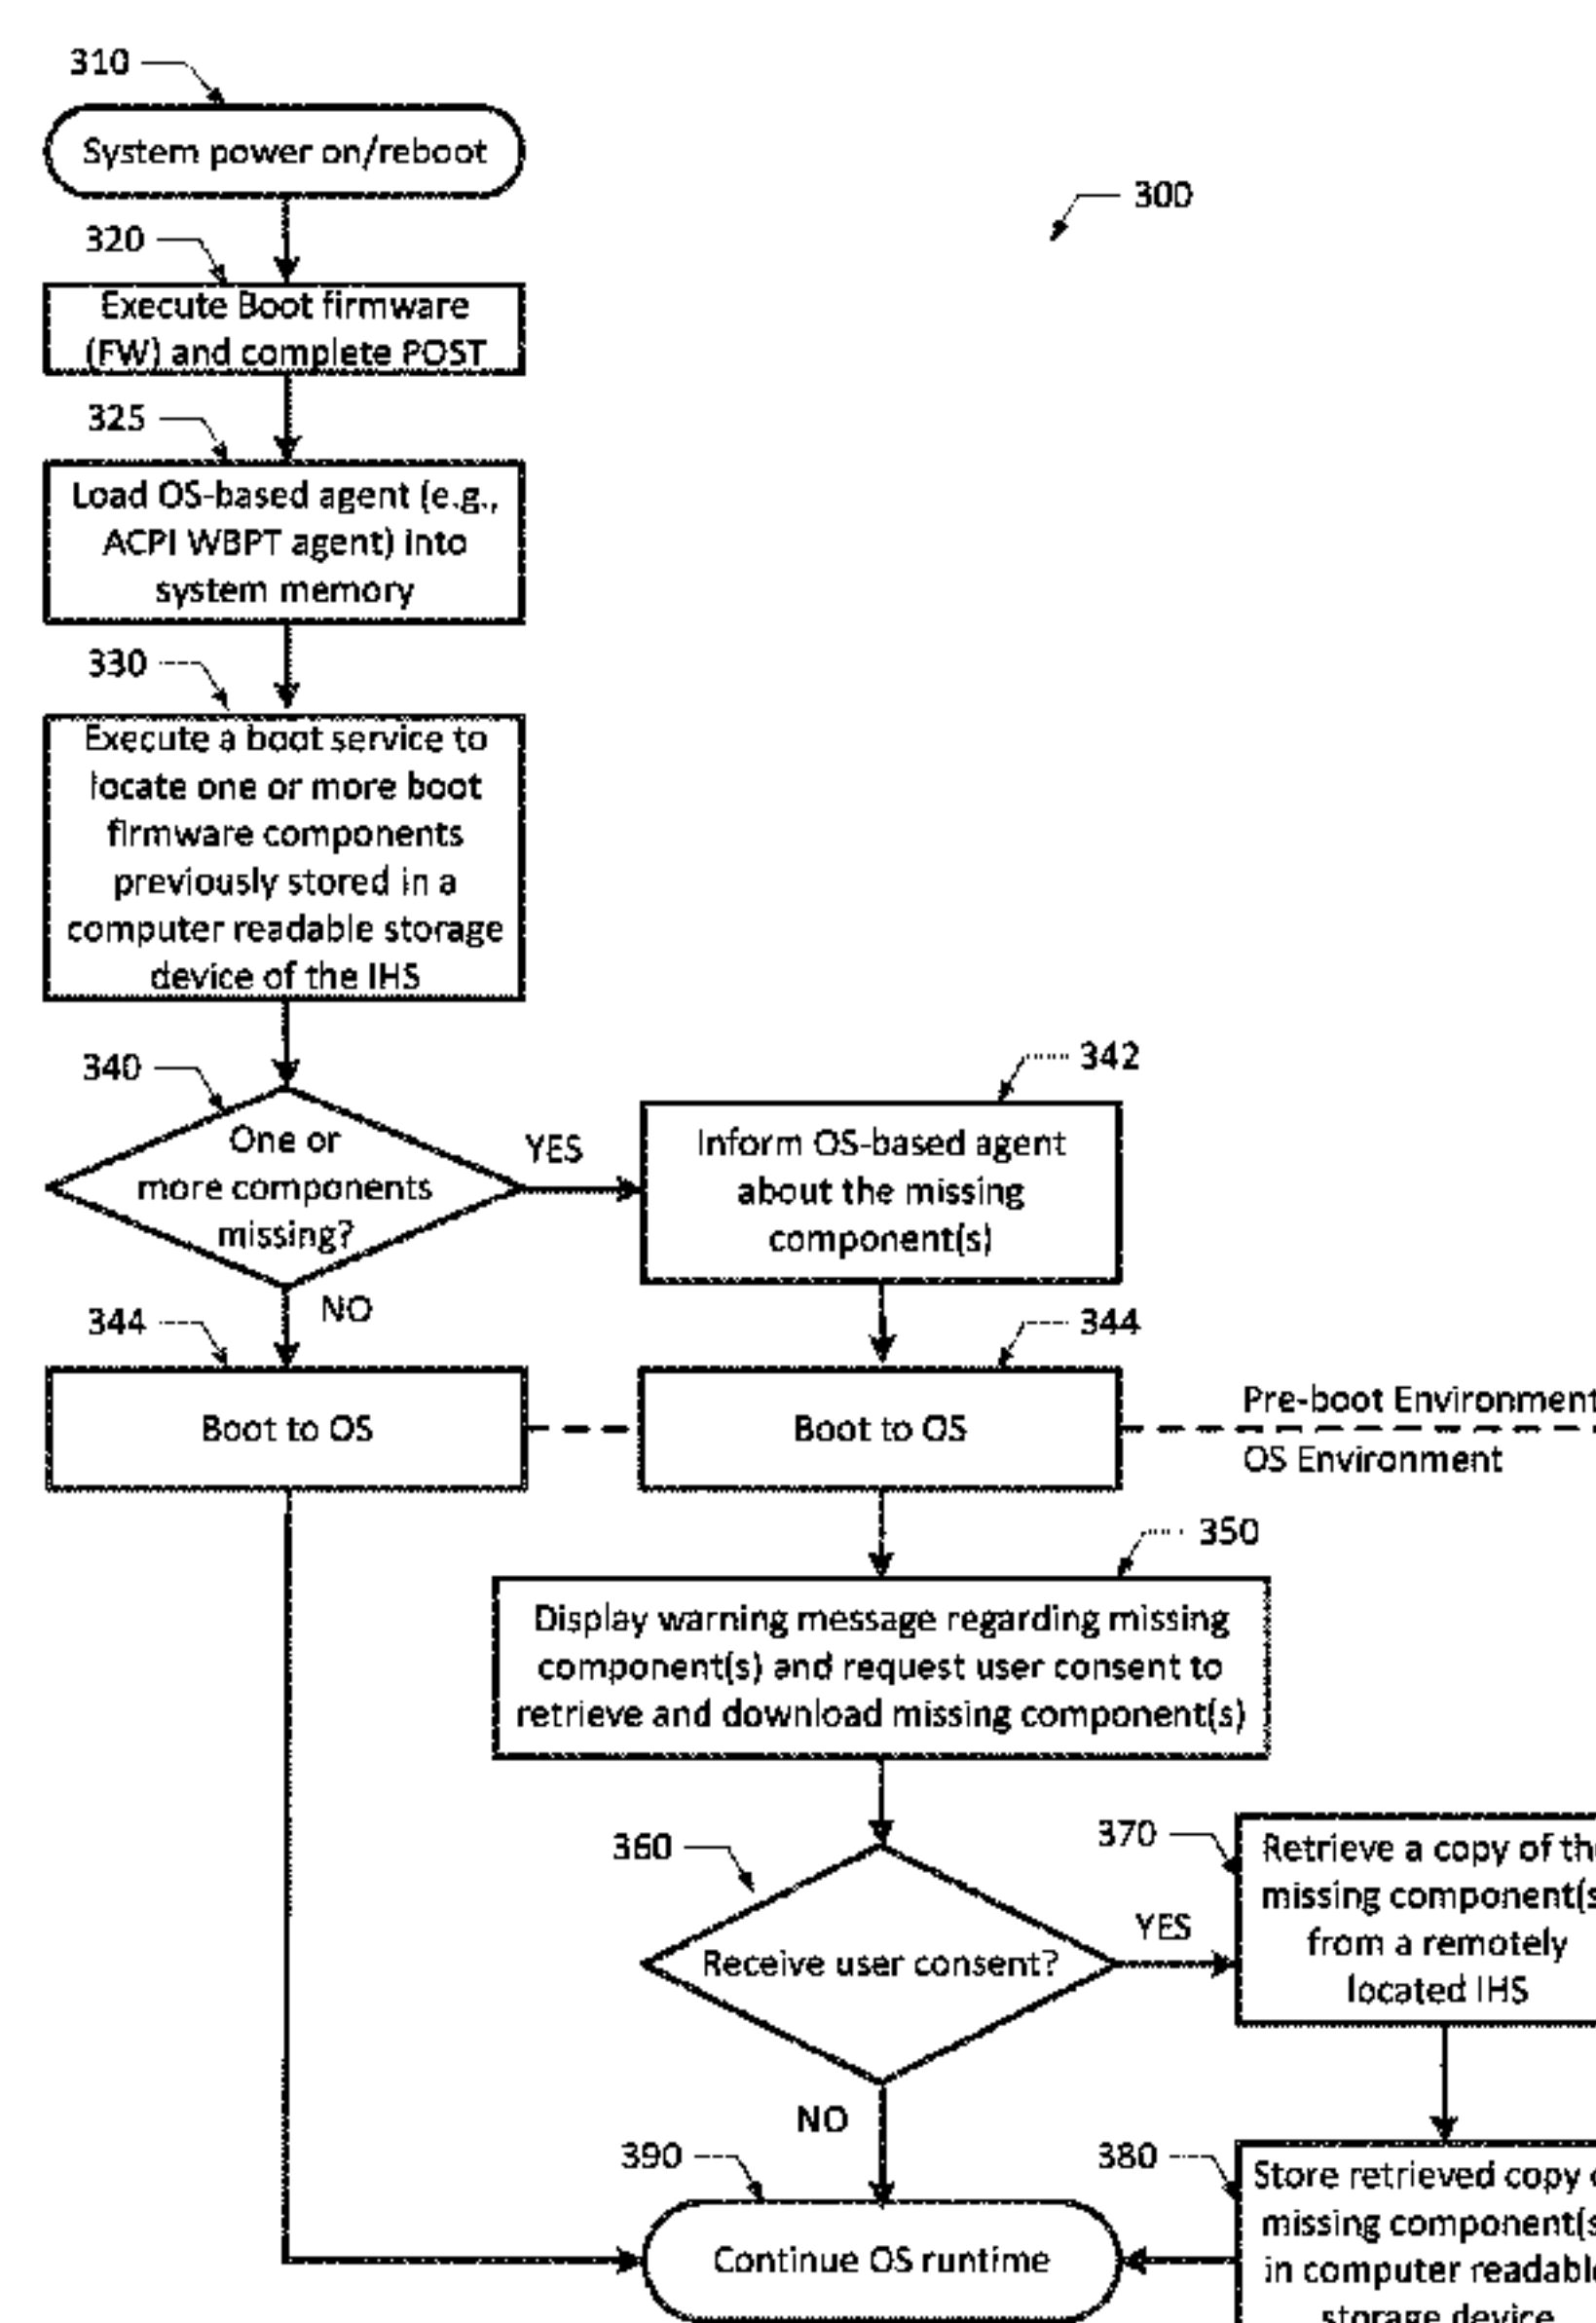 310
System power on/reboot
300
320
Execute Boot firmware
(FW) and complete POST
325
Load OS-based agent (e.g.,
ACPI WBPT agent) into
system memory
330
Execute a boot service to
locate one or more boot
firmware components
previously stored in a
computer readable storage
device of the IHS
340
One or
more components
missing?
YES
NO
342
Inform OS-based agent
about the missing
component(s)
344
Boot to OS
344
Boot to OS
Pre-boot Environment
OS Environment
350
Display warning message regarding missing
component(s) and request user consent to
retrieve and download missing component(s)
360
Receive user consent?
YES
NO
370
Retrieve a copy of the
missing component(s
from a remotely
located IHS
380
Store retrieved copy
missing component(s
in computer readable
storage device
390
Continue OS runtime